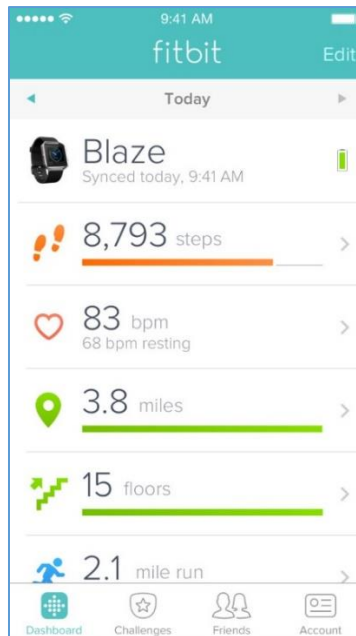 9:41 AM
fitbit
Edit
Today
Blaze
Synced today, 9:41 AM
8,793 steps
83 bpm
68 bpm resting
3.8 miles
15 floors
2.1 mile run
Dashboard Challenges Friends Account